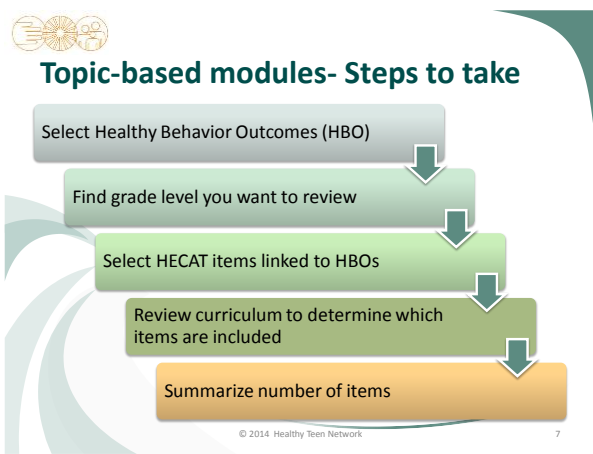 Topic-based modules- Steps to take
Select Healthy Behavior Outcomes (HBO)
Find grade level you want to review
Select HECAT items linked to HBOs
Review curriculum to determine which
items are included
Summarize number of items
© 2014 Healthy Teen Network
7